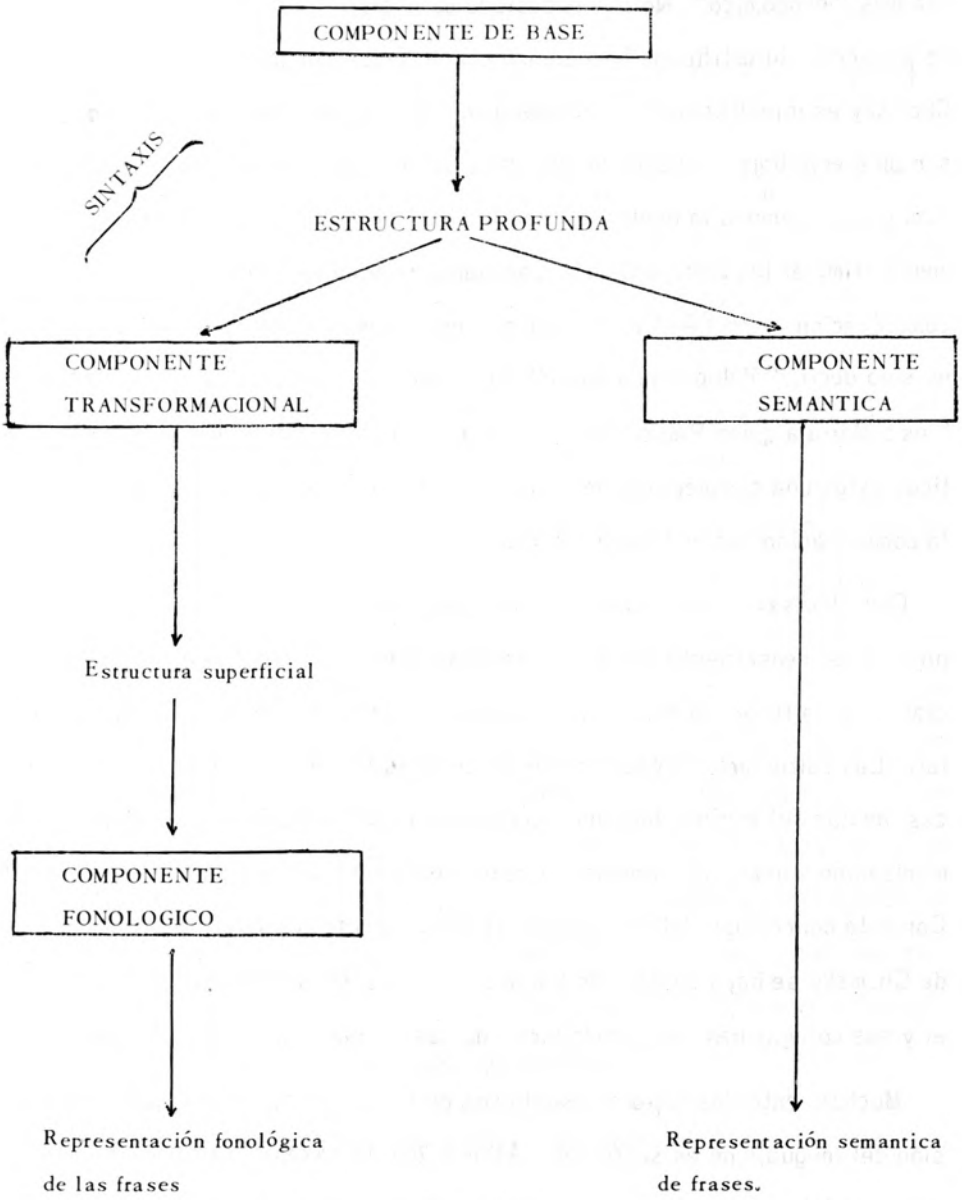 COMPONENTE DE BASE
SINTAXIS
ESTRUCTURA PROFUNDA
COMPONENTE
TRANSFORMACIONAL
COMPONENTE
SEMANTICA
Estructura superficial
COMPONENTE
FONOLOGICO
Representación fonológica
de las frases
Representación semantica
de frases.